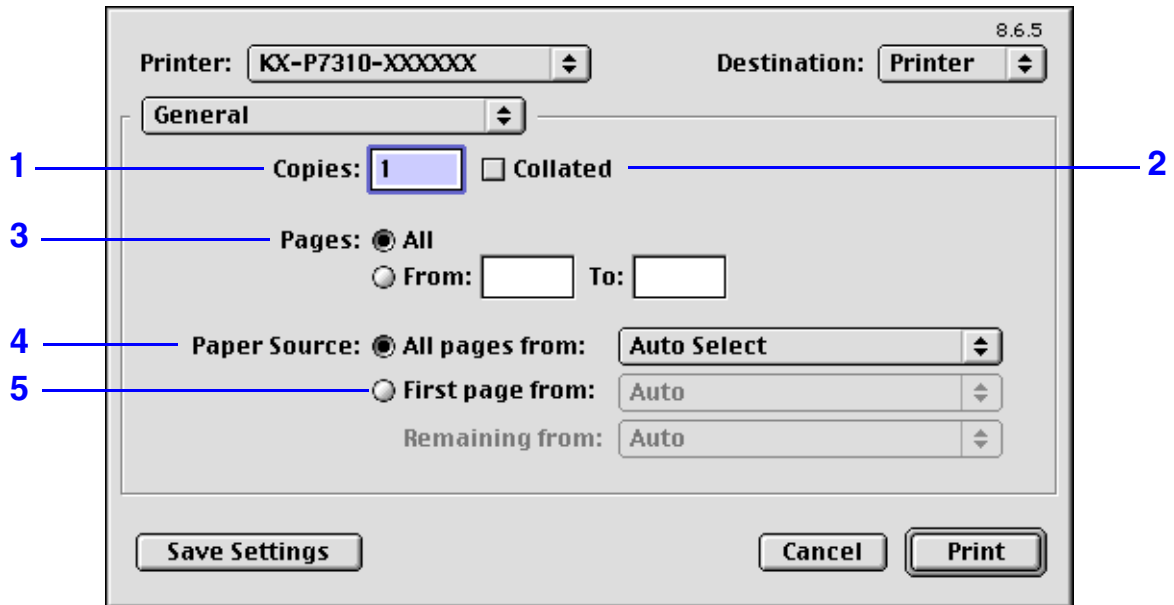 8.6.5
Printer: KX-P7310-XXXXXX Destination: Printer
General
1 Copies: 1 Collated 2
3 Pages: All
From: To:
4 Paper Source: All pages from: Auto Select
5 First page from: Auto
Remaining from: Auto
Save Settings Cancel Print